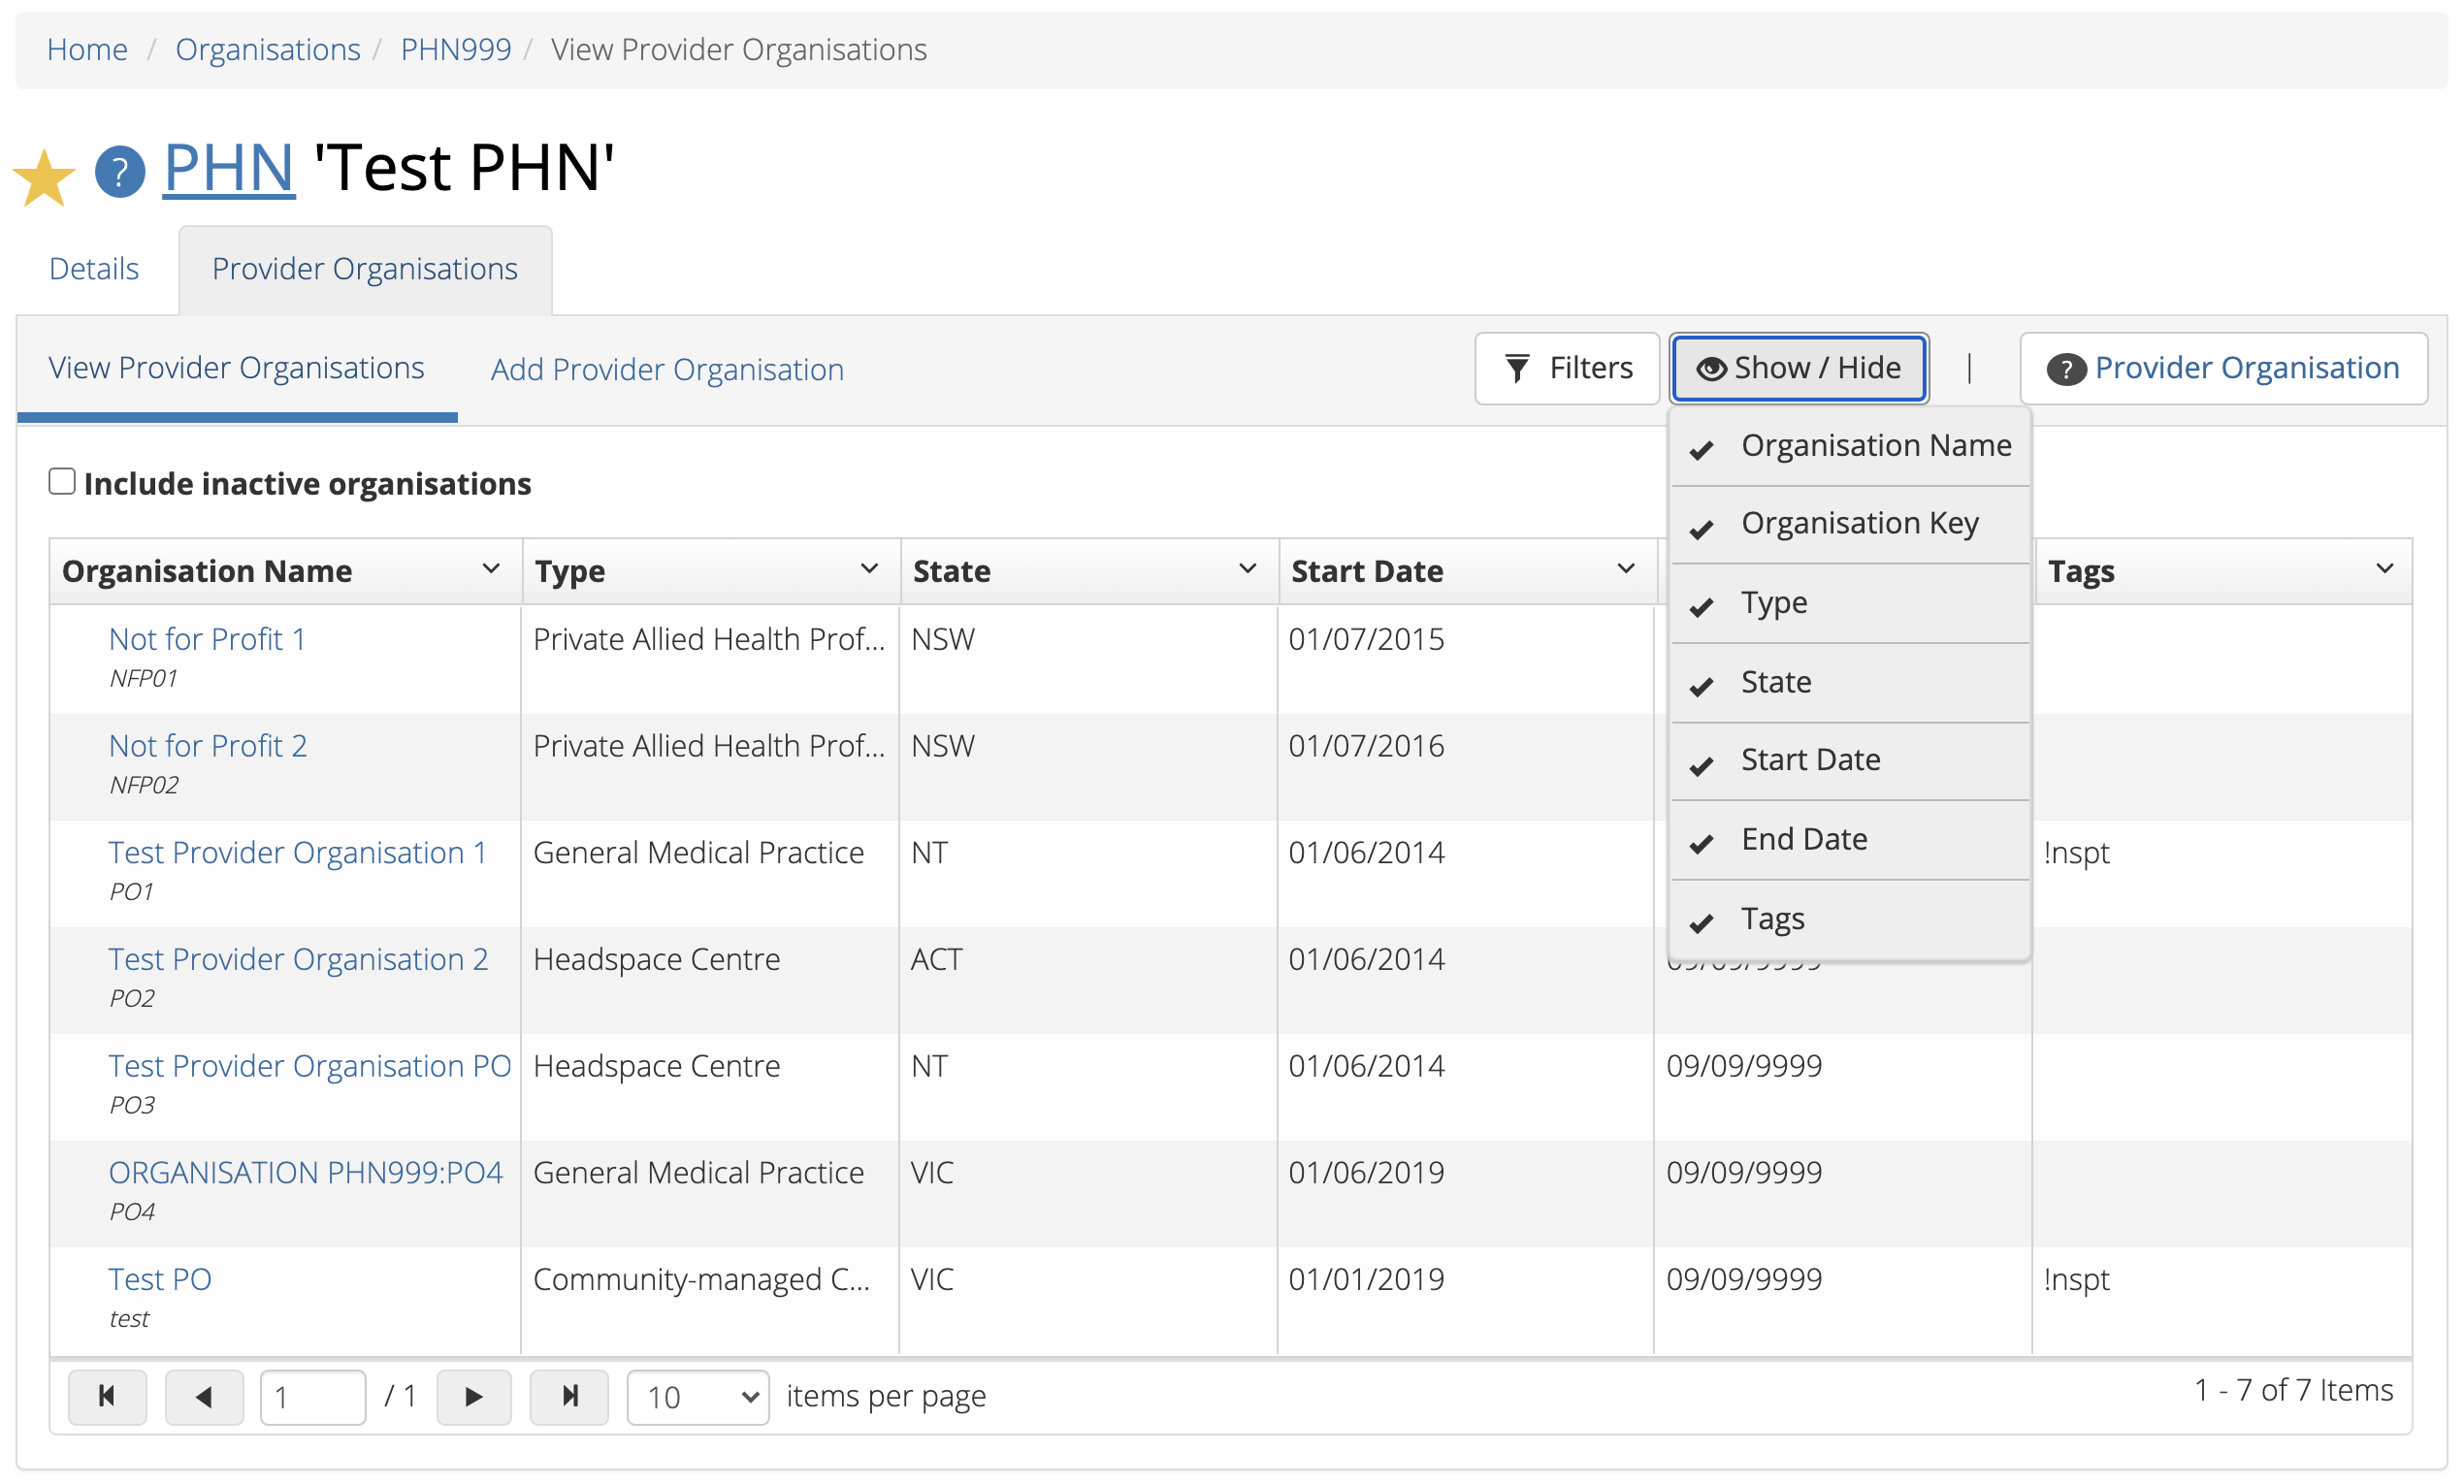 Home / Organisations / PHN999 / View Provider Organisations
? PHN 'Test PHN'
Details Provider Organisations
View Provider Organisations Add Provider Organisation Filters Show / Hide | ? Provider Organisation
Organisation Name
Organisation Key
Type
State
Start Date
End Date
Tags
Include inactive organisations
Organisation Name Type State Start Date Tags
Not for Profit 1 Private Allied Health Prof... NSW 01/07/2015
NFP01
Not for Profit 2 Private Allied Health Prof... NSW 01/07/2016
NFP02
Test Provider Organisation 1 General Medical Practice NT 01/06/2014 !nspt
PO1
Test Provider Organisation 2 Headspace Centre ACT 01/06/2014
PO2
Test Provider Organisation PO Headspace Centre NT 01/06/2014 09/09/9999
PO3
ORGANISATION PHN999:PO4 General Medical Practice VIC 01/06/2019 09/09/9999
PO4
Test PO Community-managed C... VIC 01/01/2019 09/09/9999 !nspt
test
1 / 1 10 items per page 1 - 7 of 7 Items